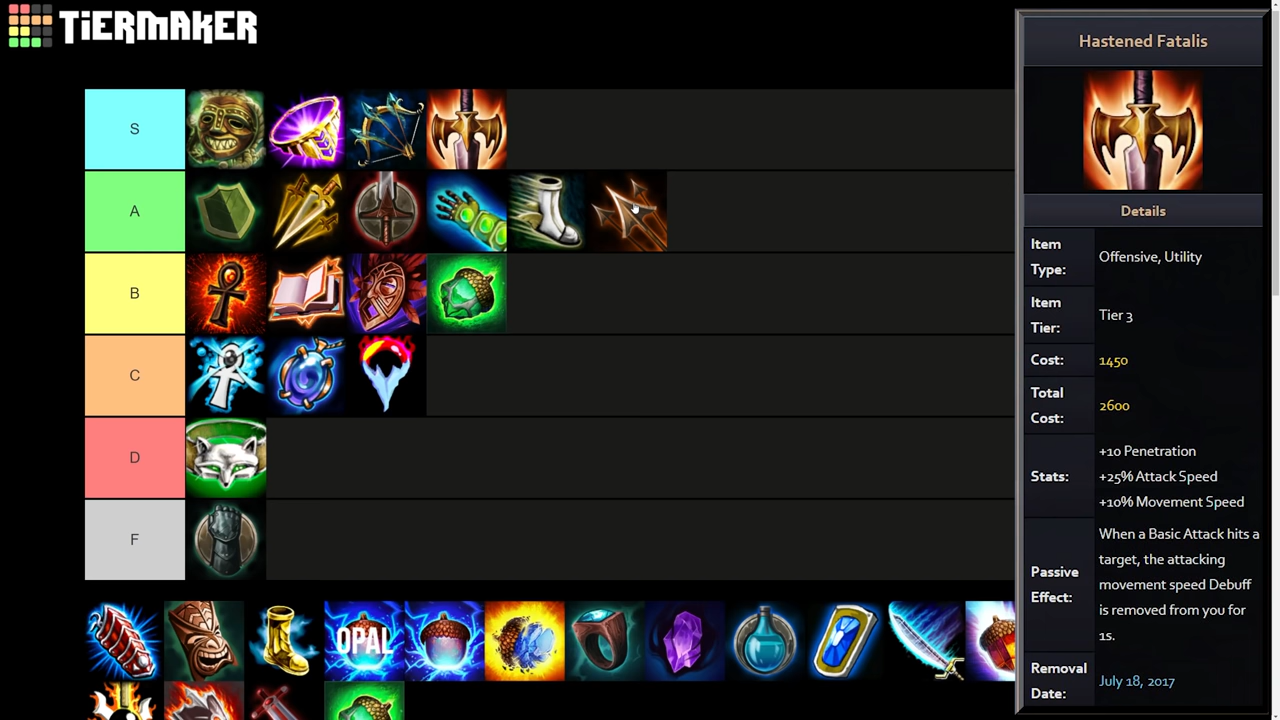 TiERMAKER
S
A
B
C
D
F
OPAL
Hastened Fatalis
Details
Item
Type:
Offensive, Utility
Item
Tier:
Tier 3
Cost:
1450
Total
Cost:
2600
Stats:
+10 Penetration
+25% Attack Speed
+10% Movement Speed
Passive
Effect:
When a Basic Attack hits a
target, the attacking
movement speed Debuff
is removed from you for
1s.
Removal
Date:
July 18, 2017